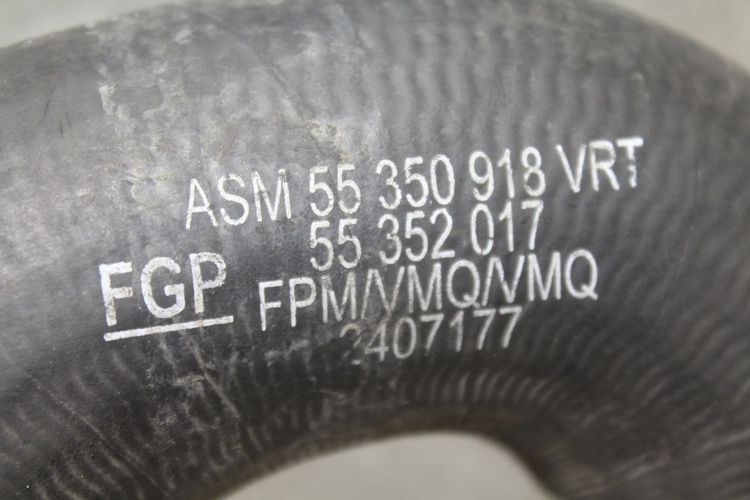 ASM 55 350 918 VRT
55 352 017
FGP
FPM/VMQ/VMQ
2407177